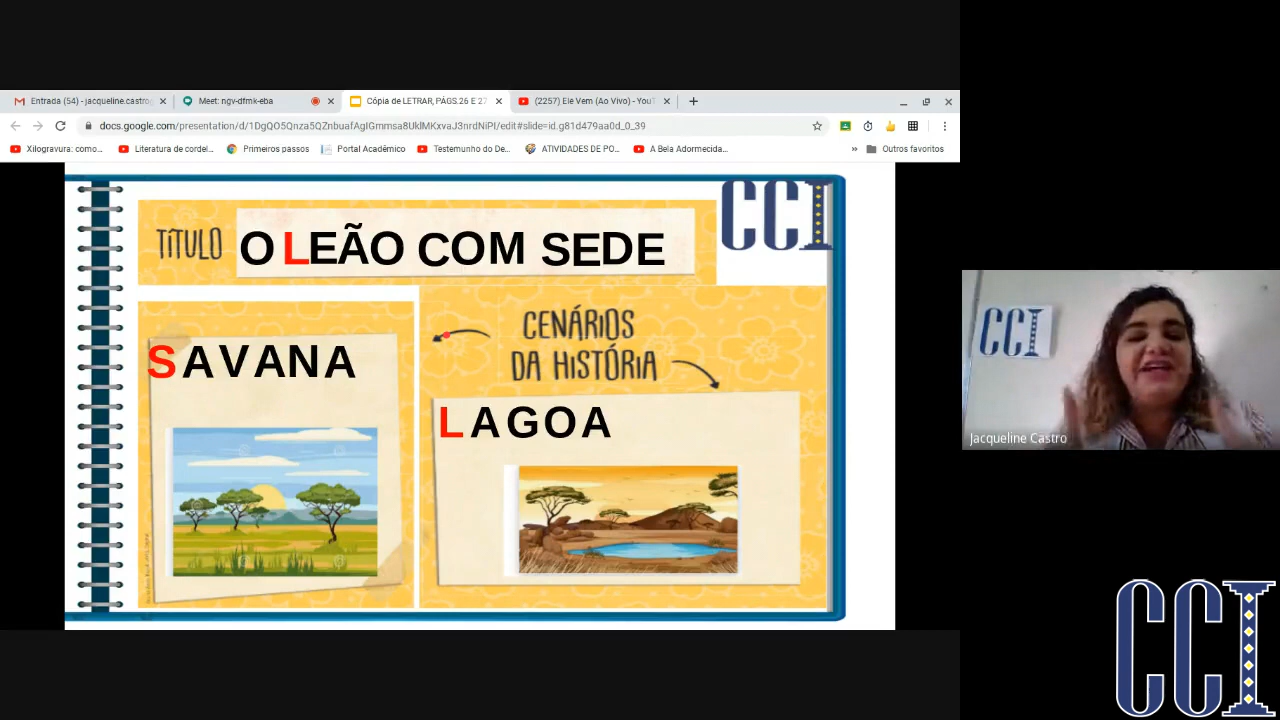 Entrada (54) - jacqueline.castro
Meet: ngv-dfmk-eba
Cópia de LETRAR, PÁGS.26 E 27
(2257) Ele Vem (Ao Vivo) - YouT
docs.google.com/presentation/d/1DgQO5Qnza5QZnbuafAgIGmmsa8UklMKxvaJ3nrdNiPI/edit#slide=id.g81d479aa0d_0_39
Xilogravura: como...
Literatura de cordel...
Primeiros passos
Portal Acadêmico
Testemunho do De...
ATIVIDADES DE PO...
A Bela Adormecida...
»
Outros favoritos
CCI
TÍTULO O LEÃO COM SEDE
CENÁRIOS
DA HISTÓRIA
SAVANA
LAGOA
CCI
Jacqueline Castro
CCI